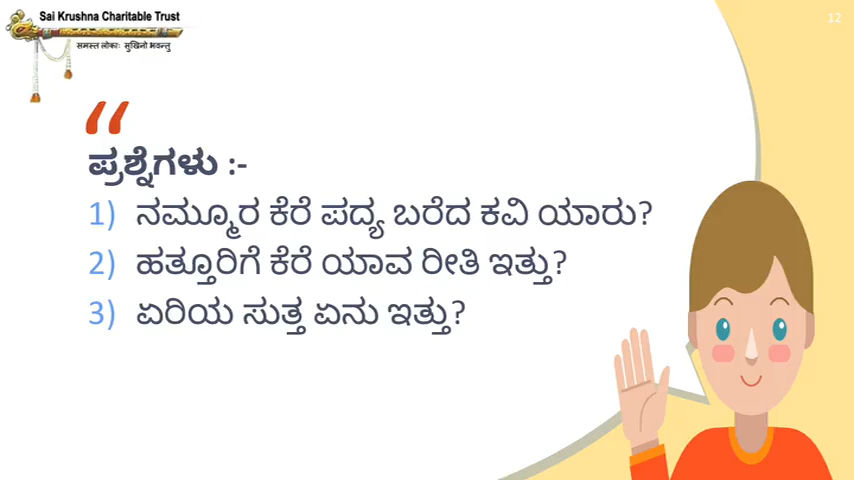 Sai Krushna Charitable Trust
समस्त लोकाः सुखिनो भवन्तु
12
ಪ್ರಶ್ನೆಗಳು :-
1) ನಮ್ಮೂರ ಕೆರೆ ಪದ್ಯ ಬರೆದ ಕವಿ ಯಾರು?
2) ಹತ್ತೂರಿಗೆ ಕೆರೆ ಯಾವ ರೀತಿ ಇತ್ತು?
3) ಏರಿಯ ಸುತ್ತ ಏನು ಇತ್ತು?